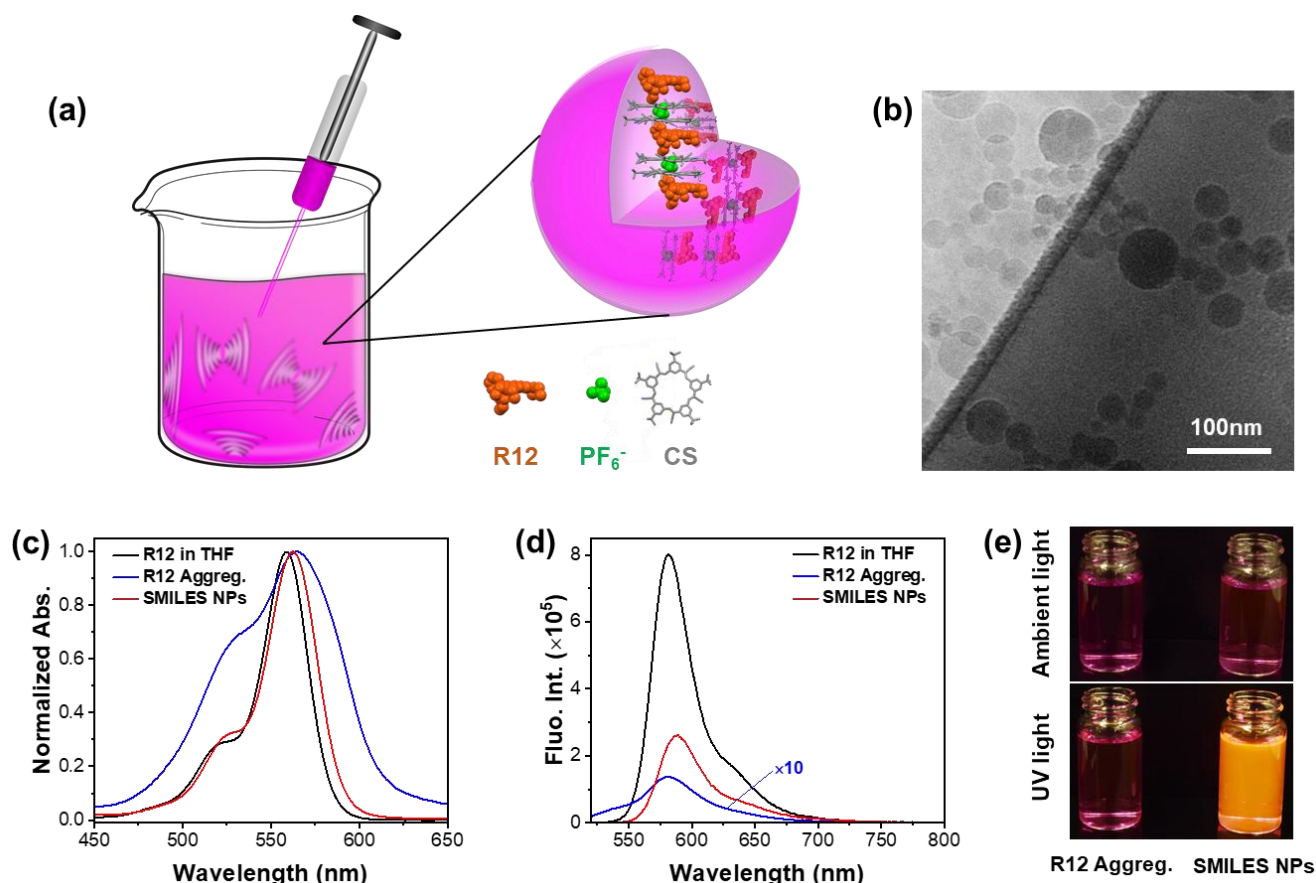 (a)
R12
PF₆⁻
CS
(b)
100nm
(c)
Normalized Abs.
1.0
0.8
0.6
0.4
0.2
0.0
R12 in THF
R12 Aggreg.
SMILES NPs
450
500
550
600
650
Wavelength (nm)
(d)
Fluo. Int. (×10⁵)
8
6
4
2
0
R12 in THF
R12 Aggreg.
SMILES NPs
×10
550
600
650
700
750
800
Wavelength (nm)
(e)
Ambient light
UV light
R12 Aggreg.
SMILES NPs